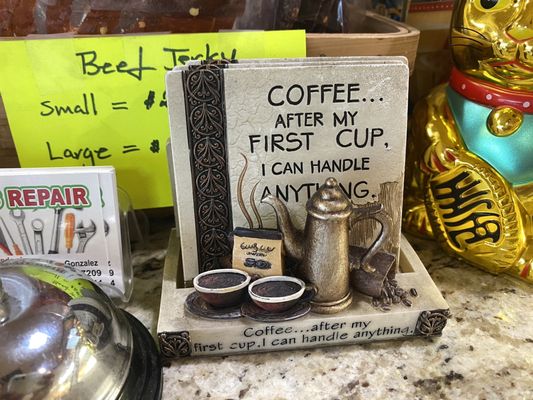 Beef Jerky
Small = $
Large = $
REPAIR
Gonzalez
7209
COFFEE...
AFTER MY
FIRST CUP,
I CAN HANDLE
ANYTHING.
Coffee...after my
first cup, I can handle anything.